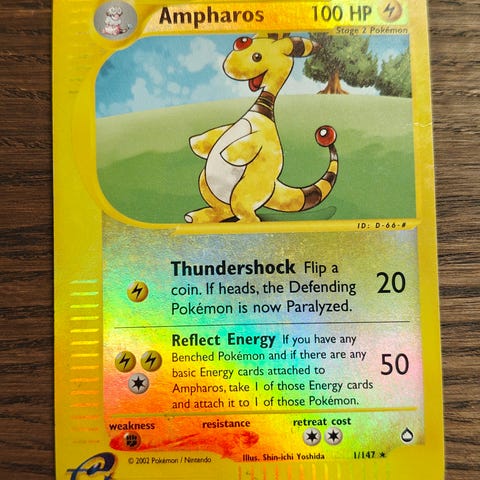 Ampharos 100 HP
Stage 2 Pokémon
ID: D-66-#
Thundershock Flip a
coin. If heads, the Defending
Pokémon is now Paralyzed.
20
Reflect Energy If you have any
Benched Pokémon and if there are any
basic Energy cards attached to
Ampharos, take 1 of those Energy cards
and attach it to 1 of those Pokémon.
50
weakness resistance retreat cost
© 2002 Pokémon / Nintendo Illus. Shin-ichi Yoshida 1/147 ★
e